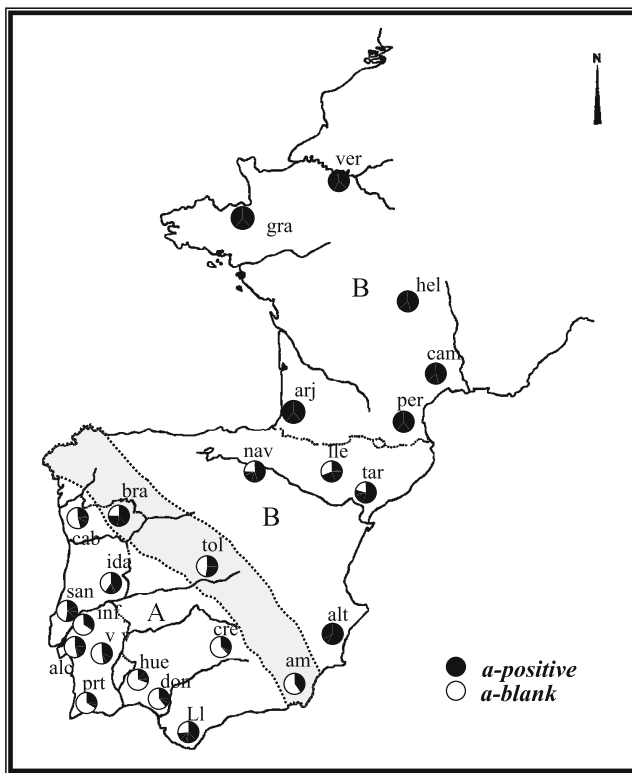 N
ver
gra
B
hel
cam
arj
per
nav
lle
tar
bra
B
cab
tol
ida
san
inf
A
v v
cre
alt
alc
hue
am
don
prt
Ll
a-positive
a-blank